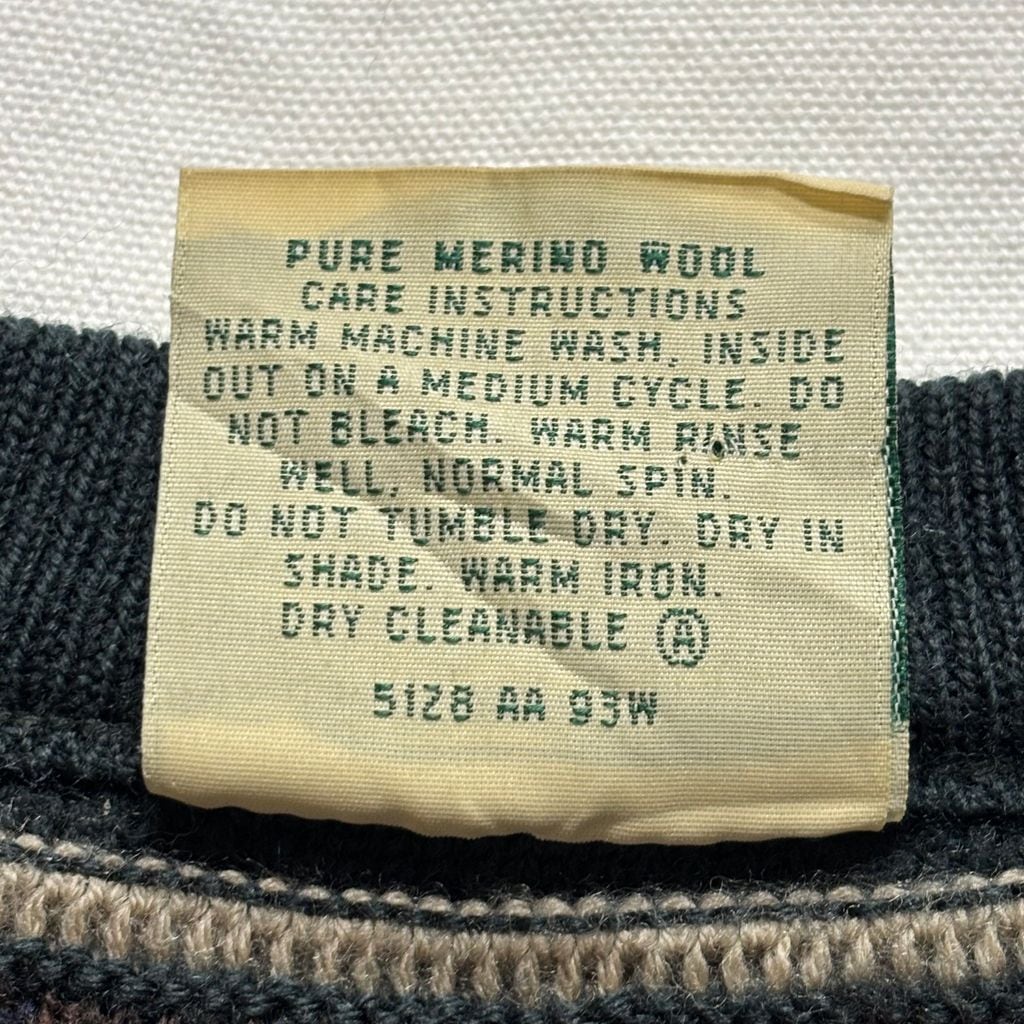 PURE MERINO WOOL
CARE INSTRUCTIONS
WARM MACHINE WASH, INSIDE
OUT ON A MEDIUM CYCLE. DO
NOT BLEACH. WARM RINSE
WELL, NORMAL SPIN.
DO NOT TUMBLE DRY. DRY IN
SHADE. WARM IRON.
DRY CLEANABLE Ⓐ
5128 AA 93W